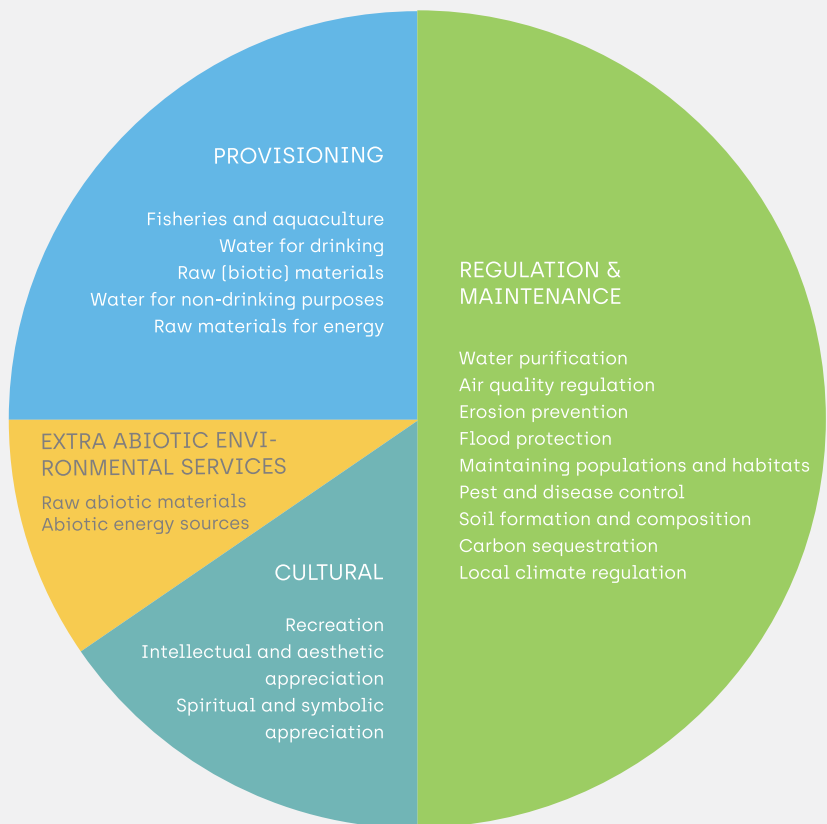 PROVISIONING
Fisheries and aquaculture
Water for drinking
Raw (biotic) materials
Water for non-drinking purposes
Raw materials for energy
REGULATION &
MAINTENANCE
Water purification
Air quality regulation
Erosion prevention
Flood protection
Maintaining populations and habitats
Pest and disease control
Soil formation and composition
Carbon sequestration
Local climate regulation
EXTRA ABIOTIC ENVI-
RONMENTAL SERVICES
Raw abiotic materials
Abiotic energy sources
CULTURAL
Recreation
Intellectual and aesthetic
appreciation
Spiritual and symbolic
appreciation